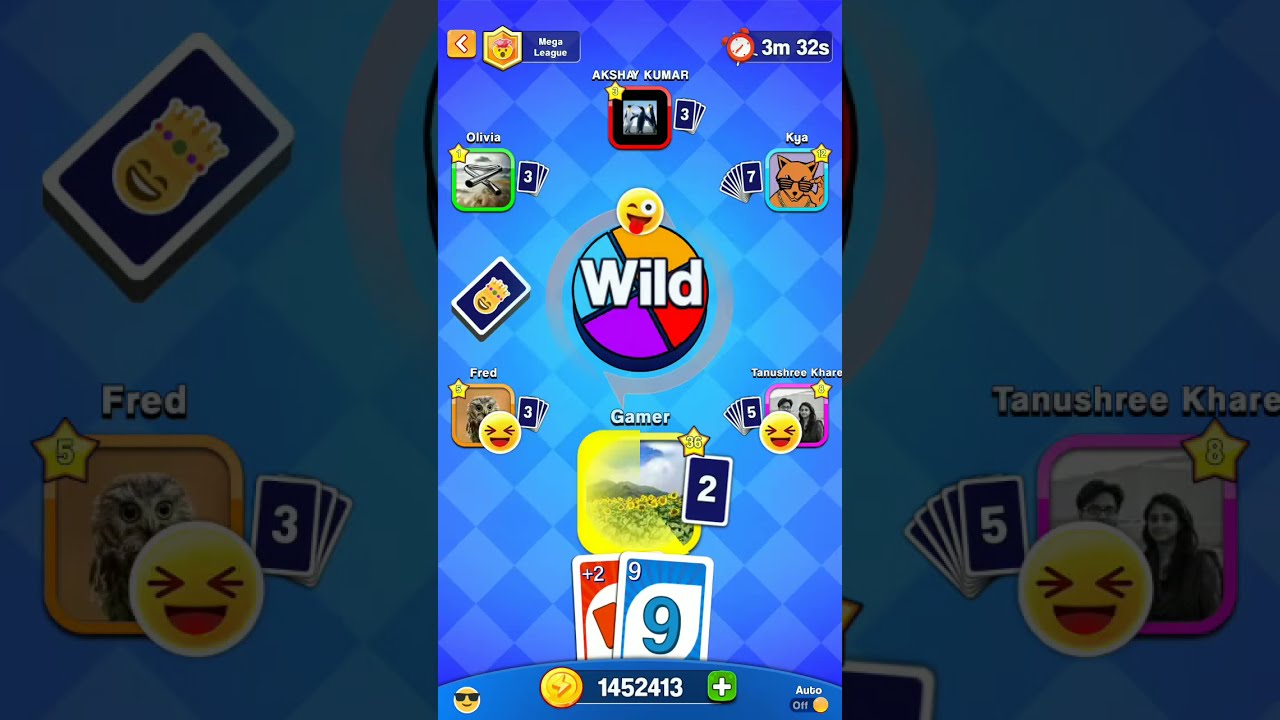 Mega
League
3m 32s
AKSHAY KUMAR
3
3
Olivia
1
3
Kya
12
7
Wild
Fred
5
3
Tanushree Khare
8
5
Gamer
36
2
+2
9
9
1452413
Auto
Off
Fred
5
3
Tanushree Khare
8
5